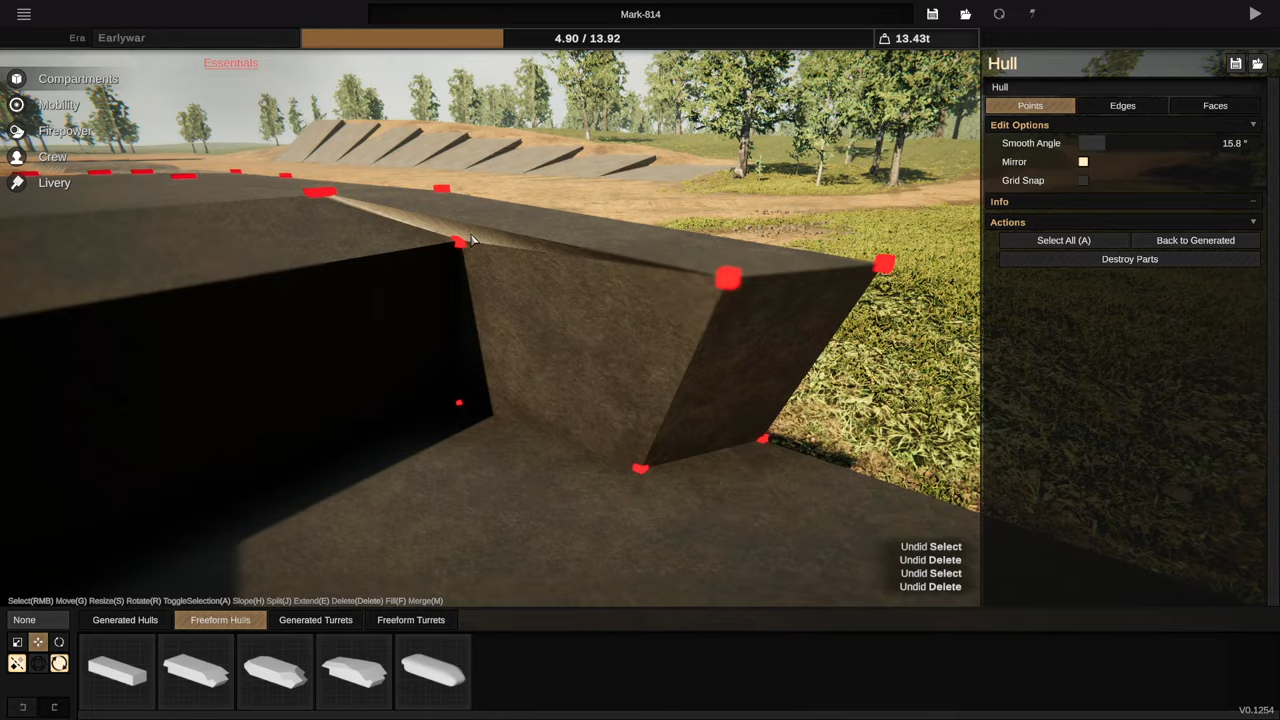 Mark-814
Era Earlywar
4.90 / 13.92
13.43t
Essentials
Compartments
Mobility
Firepower
Crew
Livery
Hull
Hull
Points Edges Faces
Edit Options
Smooth Angle 15.8 °
Mirror
Grid Snap
Info
Actions
Select All (A) Back to Generated
Destroy Parts
Undid Select
Undid Delete
Undid Select
Undid Delete
Select(RMB) Move(G) Resize(S) Rotate(R) ToggleSelection(A) Slope(H) Split(J) Extend(E) Delete(Delete) Fill(F) Merge(M)
None Generated Hulls Freeform Hulls Generated Turrets Freeform Turrets
V0.1254